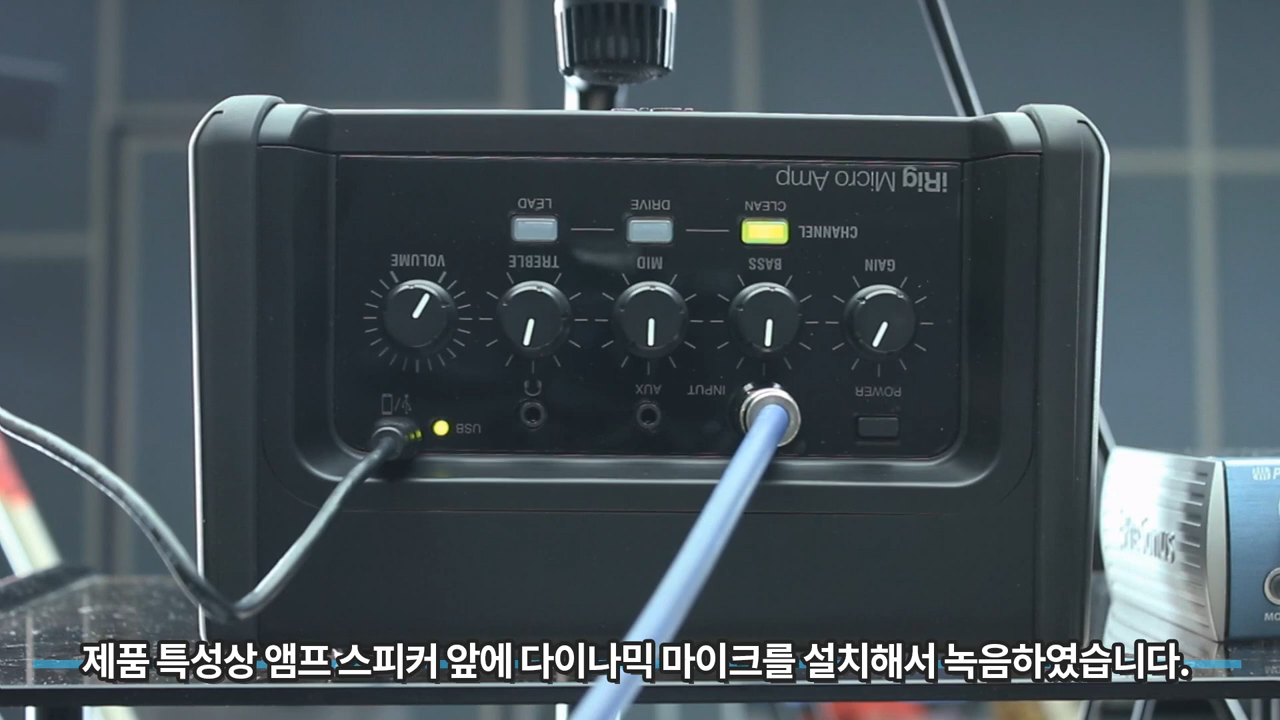 iRig Micro Amp
LEAD DRIVE CLEAN CHANNEL
VOLUME TREBLE MID BASS GAIN
AUX INPUT POWER
USB
제품 특성상 앰프 스피커 앞에 다이나믹 마이크를 설치해서 녹음하였습니다.